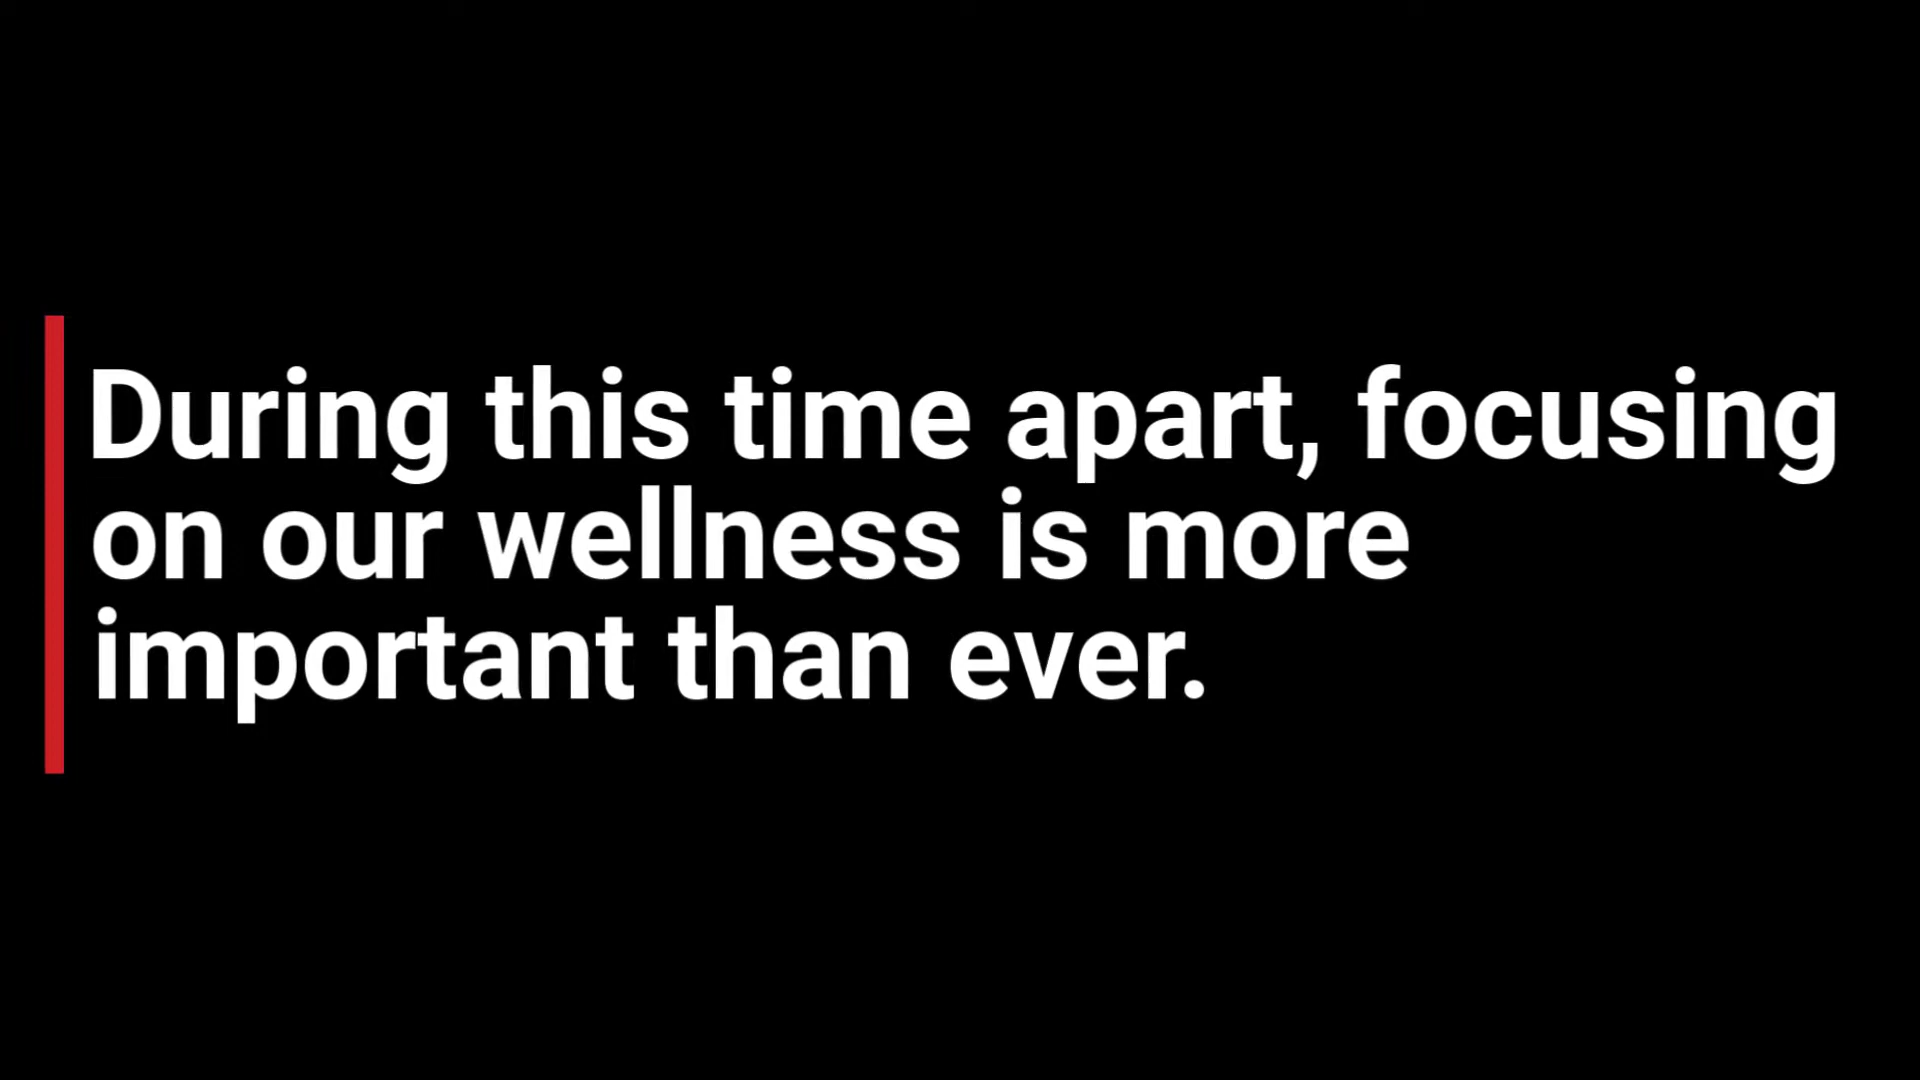 During this time apart, focusing
on our wellness is more
important than ever.